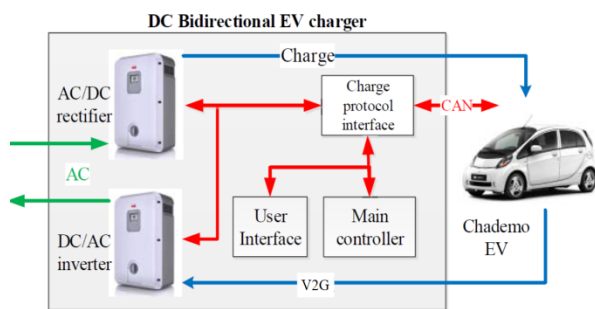 DC Bidirectional EV charger
Charge
AC/DC
rectifier
Charge
protocol
interface
CAN
AC
DC/AC
inverter
User
Interface
Main
controller
Chademo
EV
V2G